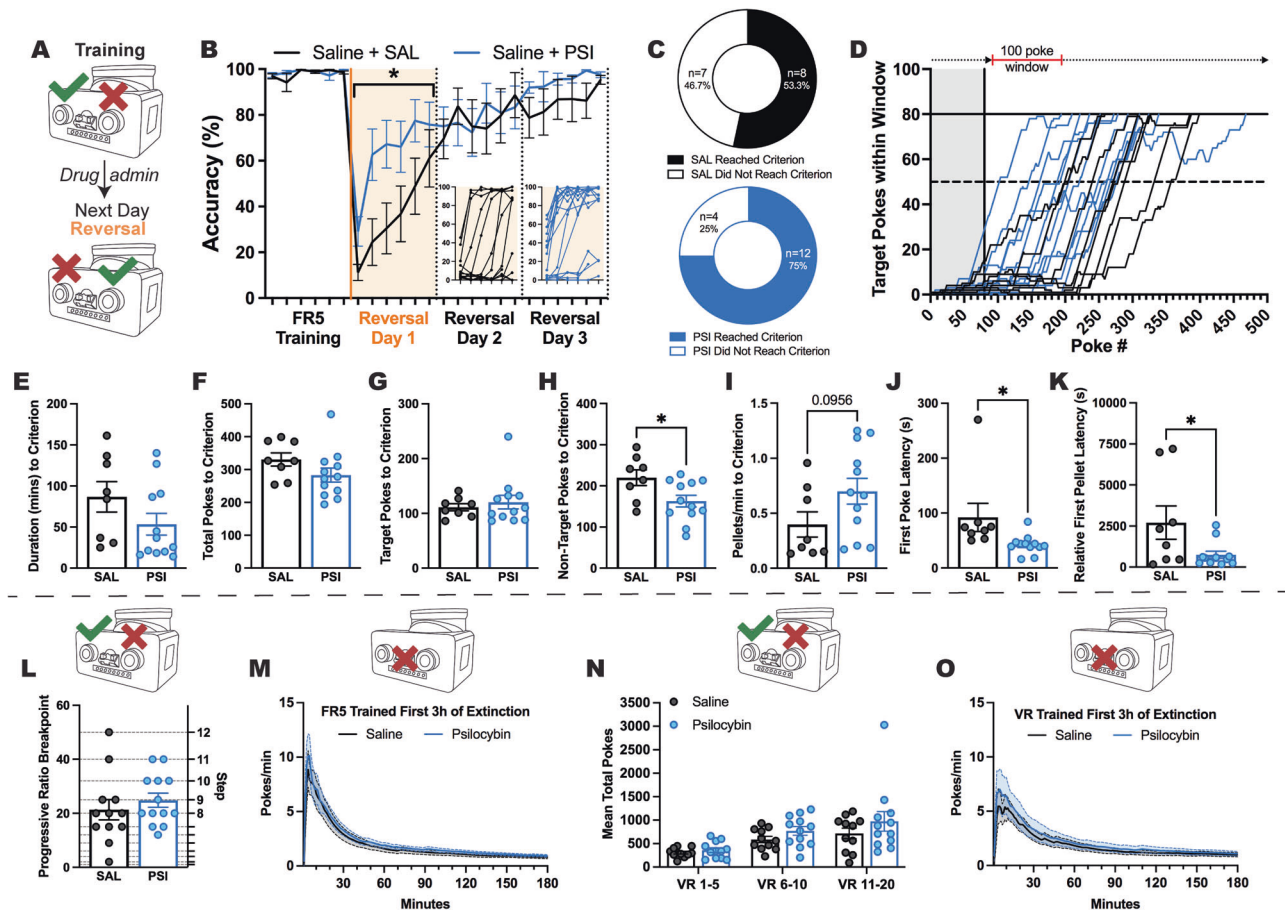 A
Training
Drug admin
Next Day
Reversal
B
Saline + SAL
Saline + PSI
Accuracy (%)
100
80
60
40
20
0
*
100
80
60
40
20
0
100
80
60
40
20
0
FR5
Training
Reversal
Day 1
Reversal
Day 2
Reversal
Day 3
C
n=7
46.7%
n=8
53.3%
SAL Reached Criterion
SAL Did Not Reach Criterion
n=4
25%
n=12
75%
PSI Reached Criterion
PSI Did Not Reach Criterion
D
100 poke
window
Target Pokes within Window
100
80
60
40
20
0
0 50 100 150 200 250 300 350 400 450 500
Poke #
E
Duration (mins) to Criterion
200
150
100
50
0
SAL PSI
F
Total Pokes to Criterion
500
400
300
200
100
0
SAL PSI
G
Target Pokes to Criterion
300
200
100
0
SAL PSI
H
Non-Target Pokes to Criterion
400
300
200
100
0
*
SAL PSI
I
Pellets/min to Criterion
1.5
1.0
0.5
0.0
0.0956
SAL PSI
J
First Poke Latency (s)
300
200
100
0
*
SAL PSI
K
Relative First Pellet Latency (s)
10000
7500
5000
2500
0
*
SAL PSI
L
Progressive Ratio Breakpoint
60
40
20
0
12
11
10
9
8
Step
SAL PSI
M
FR5 Trained First 3h of Extinction
Saline
Psilocybin
Pokes/min
15
10
5
0
30 60 90 120 150 180
Minutes
N
Saline
Psilocybin
Mean Total Pokes
3500
3000
2500
2000
1500
1000
500
0
VR 1-5 VR 6-10 VR 11-20
O
VR Trained First 3h of Extinction
Saline
Psilocybin
Pokes/min
15
10
5
0
30 60 90 120 150 180
Minutes